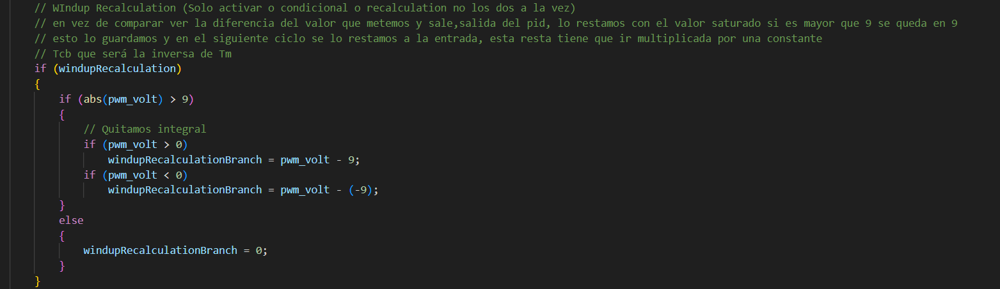 // WIndup Recalculation (Solo activar o condicional o recalculation no los dos a la vez)
// en vez de comparar ver la diferencia del valor que metemos y sale,salida del pid, lo restamos con el valor saturado si es mayor que 9 se queda en 9
// esto lo guardamos y en el siguiente ciclo se lo restamos a la entrada, esta resta tiene que ir multiplicada por una constante
// Tcb que será la inversa de Tm
if (windupRecalculation)
{
if (abs(pwm_volt) > 9)
{
// Quitamos integral
if (pwm_volt > 0)
windupRecalculationBranch = pwm_volt - 9;
if (pwm_volt < 0)
windupRecalculationBranch = pwm_volt - (-9);
}
else
{
windupRecalculationBranch = 0;
}
}